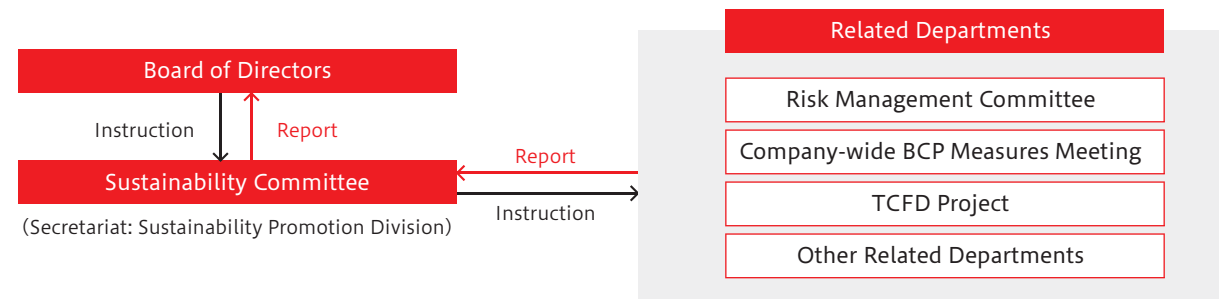 Board of Directors
Instruction
Report
Sustainability Committee
(Secretariat: Sustainability Promotion Division)
Report
Instruction
Related Departments
Risk Management Committee
Company-wide BCP Measures Meeting
TCFD Project
Other Related Departments